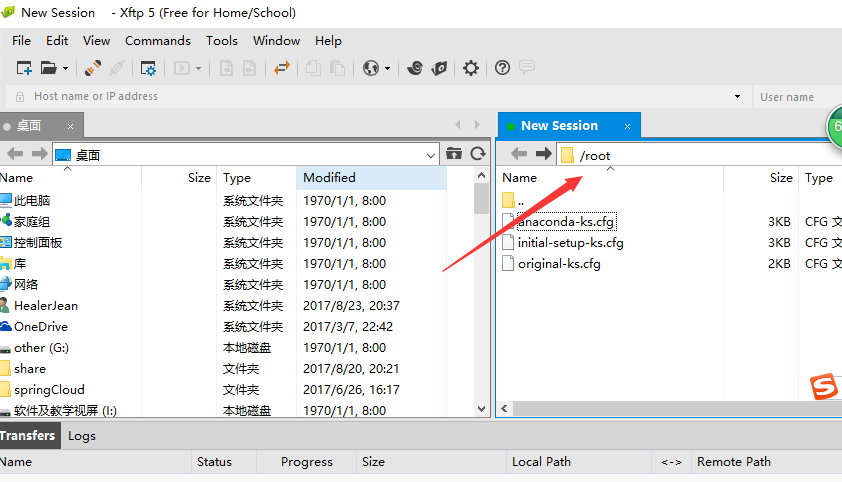 New Session - Xftp 5 (Free for Home/School)
File Edit View Commands Tools Window Help
Host name or IP address User name
桌面 × New Session ×
桌面 /root
Name Size Type Modified
此电脑 系统文件夹 1970/1/1, 8:00
家庭组 系统文件夹 1970/1/1, 8:00
控制面板 系统文件夹 1970/1/1, 8:00
库 系统文件夹 1970/1/1, 8:00
网络 系统文件夹 1970/1/1, 8:00
HealerJean 系统文件夹 2017/8/23, 20:37
OneDrive 系统文件夹 2017/3/7, 22:42
other (G:) 本地磁盘 1970/1/1, 8:00
share 文件夹 2017/8/20, 20:21
springCloud 文件夹 2017/6/26, 16:17
软件及教学视屏 (I:) 本地磁盘 1970/1/1, 8:00
Name Size Type
..
anaconda-ks.cfg 3KB CFG 文
initial-setup-ks.cfg 3KB CFG 文
original-ks.cfg 2KB CFG 文
Transfers Logs
Name Status Progress Size Local Path <-> Remote Path